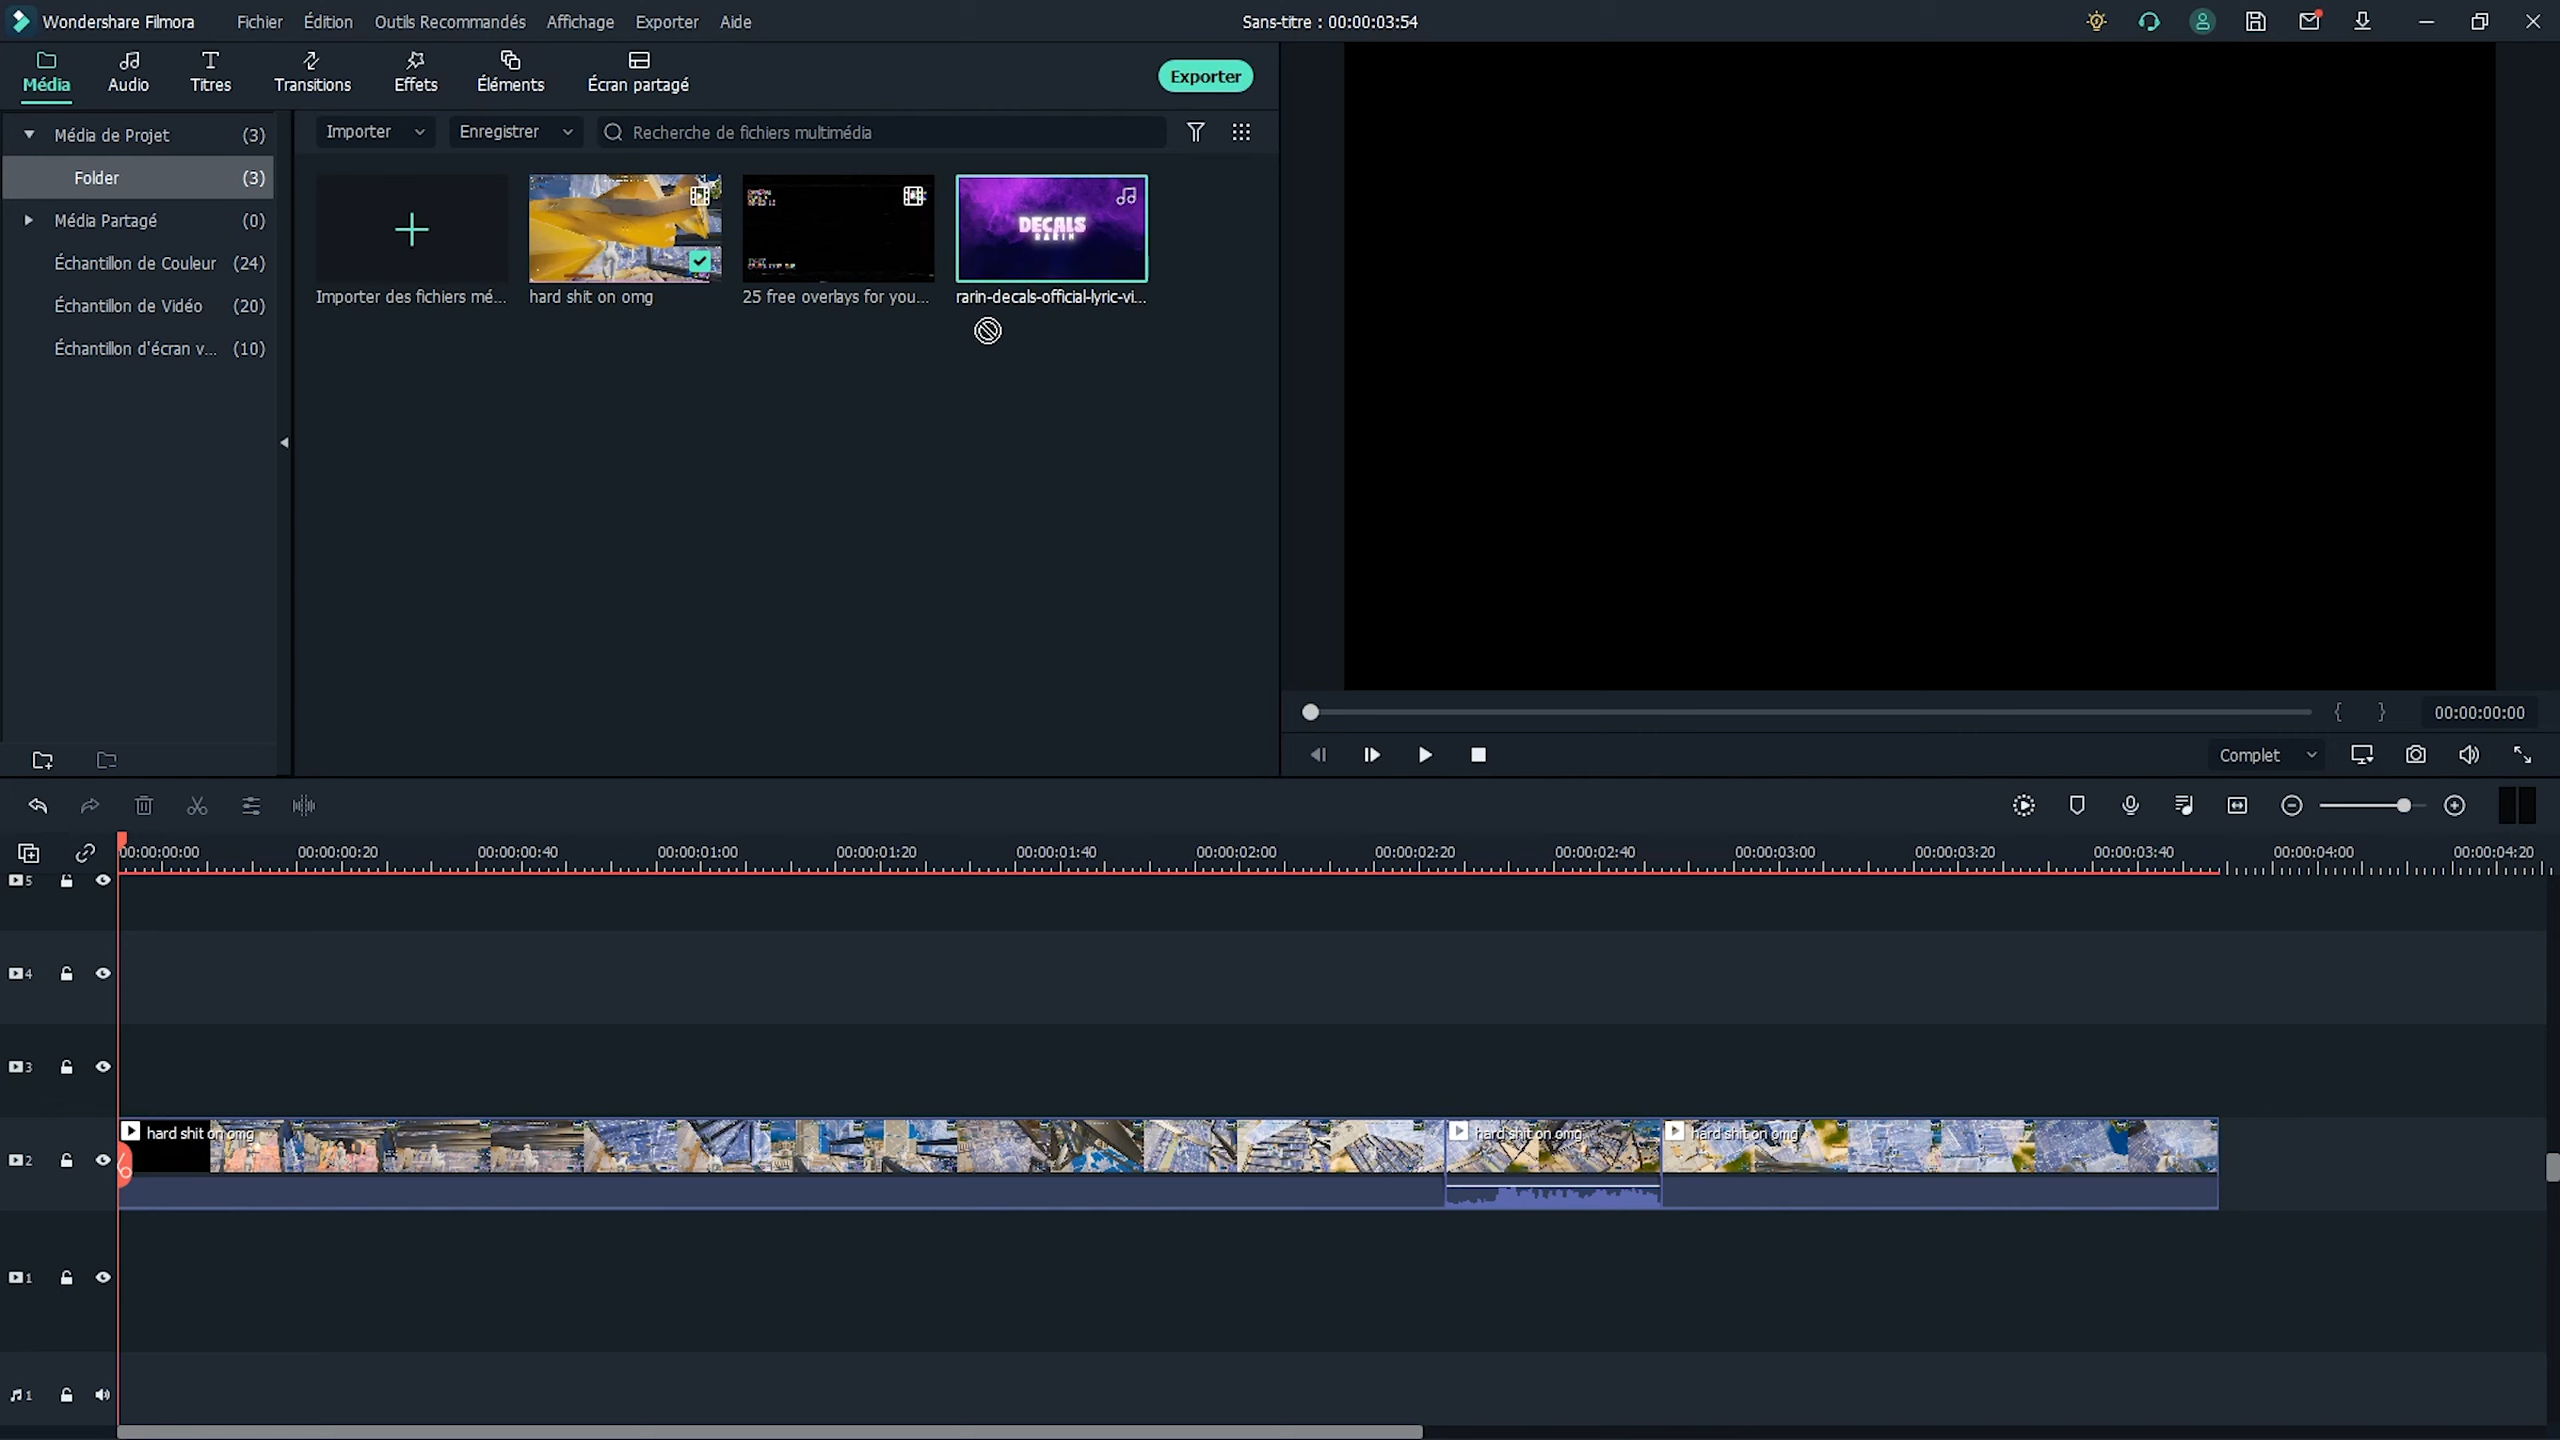 Wondershare Filmora Fichier Édition Outils Recommandés Affichage Exporter Aide Sans-titre : 00:00:03:54
Média Audio Titres Transitions Effets Éléments Écran partagé Exporter
Média de Projet (3)
Folder (3)
Média Partagé (0)
Échantillon de Couleur (24)
Échantillon de Vidéo (20)
Échantillon d'écran v... (10)
Importer Enregistrer Recherche de fichiers multimédia
DECALS
RARIN
Importer des fichiers mé... hard shit on omg 25 free overlays for you... rarin-decals-official-lyric-vi...
{ } 00:00:00:00
Complet
00:00:00:00 00:00:00:20 00:00:00:40 00:00:01:00 00:00:01:20 00:00:01:40 00:00:02:00 00:00:02:20 00:00:02:40 00:00:03:00 00:00:03:20 00:00:03:40 00:00:04:00 00:00:04:20
5
4
3
hard shit on omg hard shit on omg hard shit on omg
2
1
1